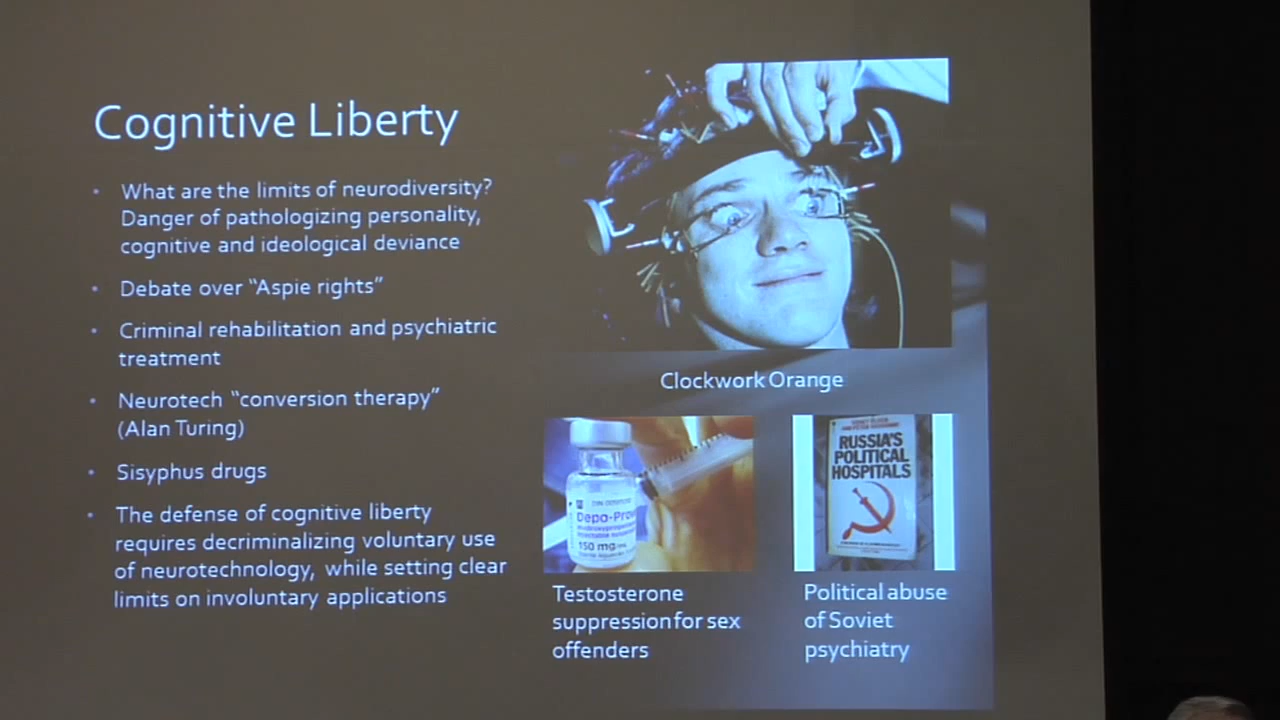 Cognitive Liberty
What are the limits of neurodiversity?
Danger of pathologizing personality,
cognitive and ideological deviance
Debate over “Aspie rights”
Criminal rehabilitation and psychiatric
treatment
Neurotech “conversion therapy”
(Alan Turing)
Sisyphus drugs
The defense of cognitive liberty
requires decriminalizing voluntary use
of neurotechnology, while setting clear
limits on involuntary applications
Clockwork Orange
Depo-Prov
150 mg/mL
Testosterone
suppression for sex
offenders
RUSSIA'S
POLITICAL
HOSPITALS
Political abuse
of Soviet
psychiatry